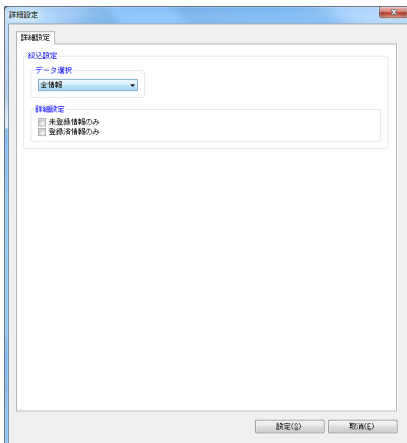 詳細設定
詳細設定
絞込設定
データ選択
全情報
詳細設定
未登録情報のみ
登録済情報のみ
設定(S)
取消(E)